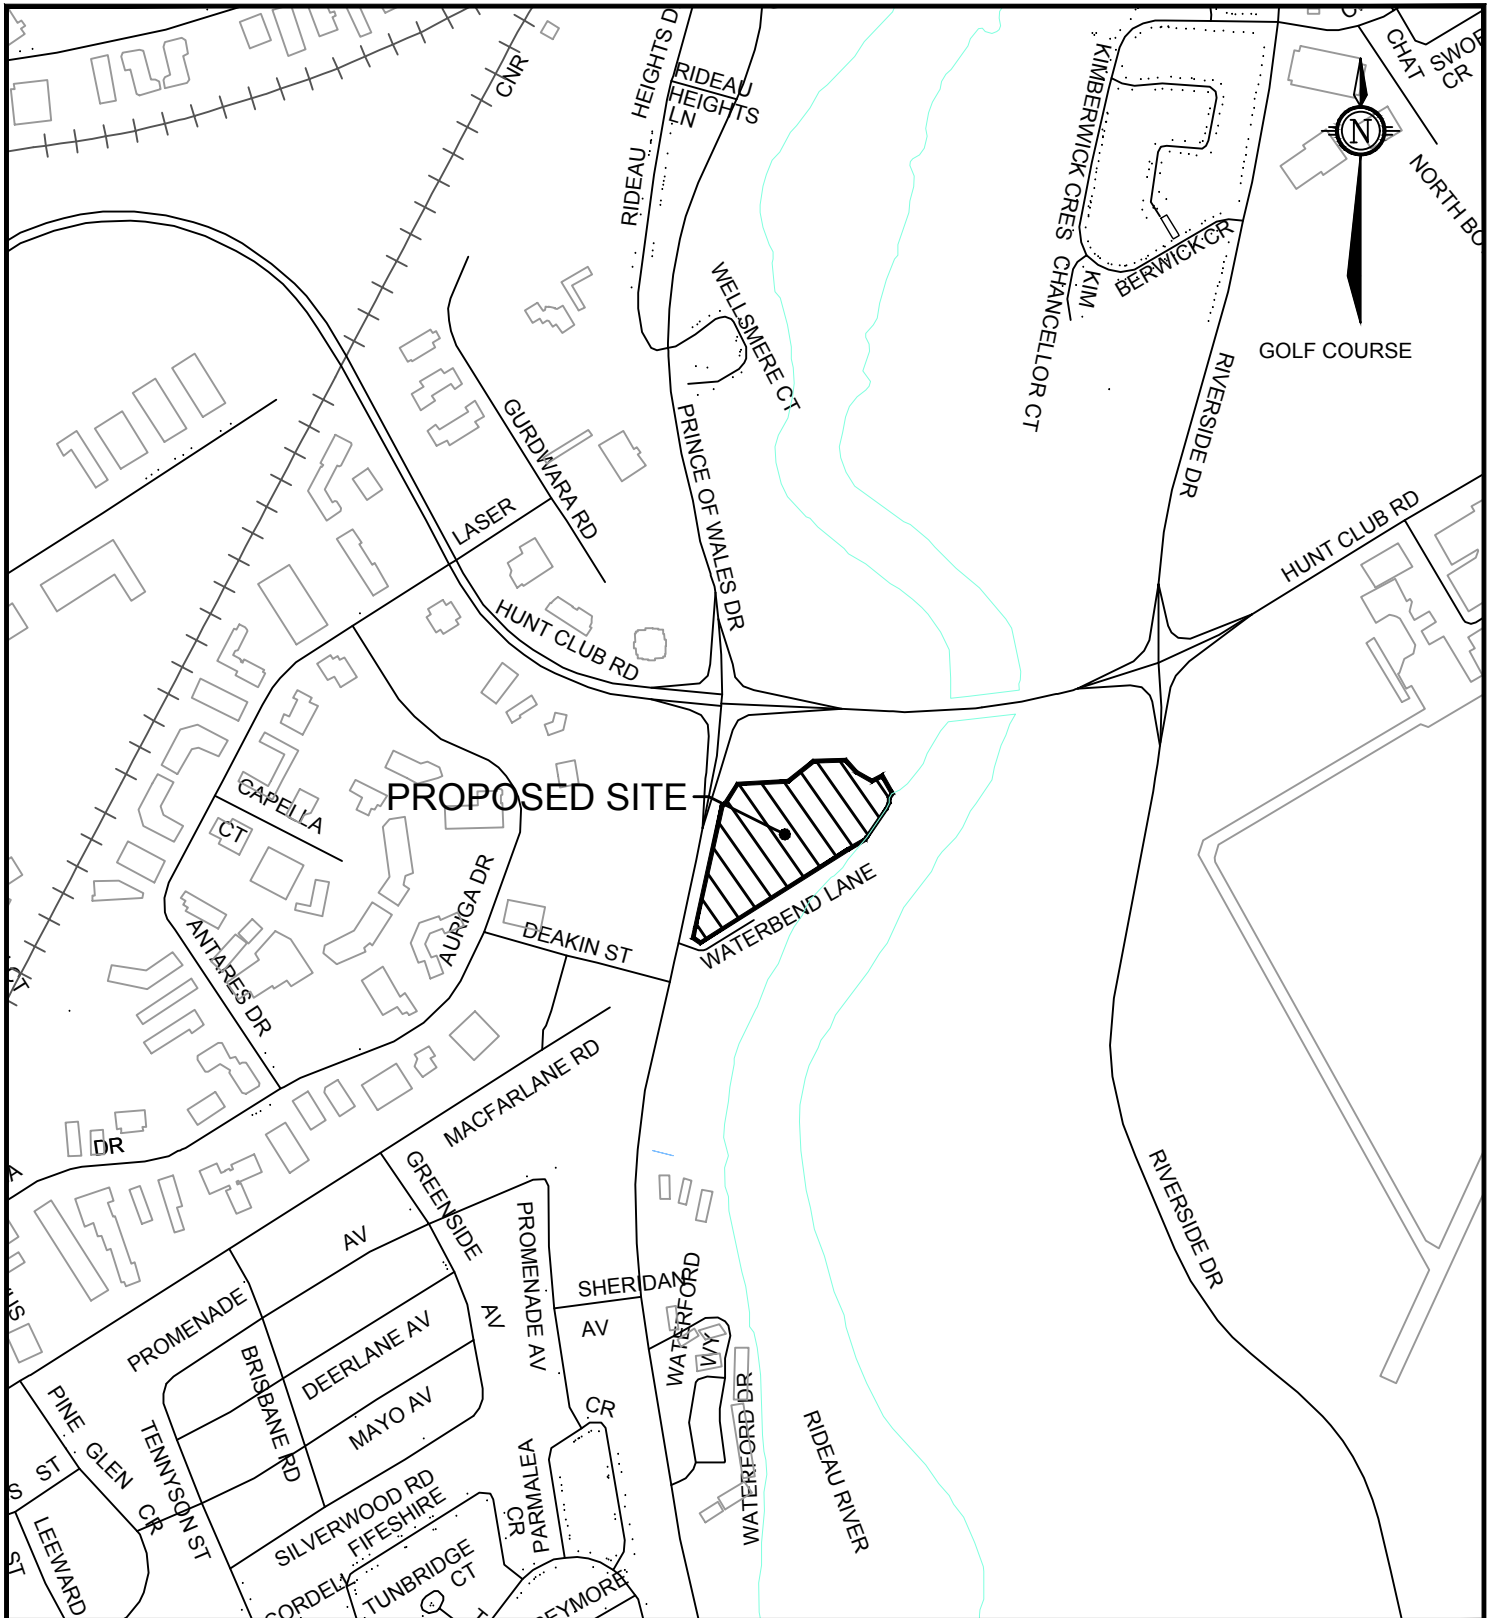 CNR
RIDEAU HEIGHTS D
RIDEAU
HEIGHTS
LN
KIMBERWICK CRES
CHAT
CR
N
NORTH
BERWICK CR
KIM
CHANCELLOR CT
WELLSMERE CT
GOLF COURSE
RIVERSIDE DR
PRINCE OF WALES DR
GURDWARA RD
LASER
HUNT CLUB RD
HUNT CLUB RD
PROPOSED SITE
CAPELLA
CT
AURIGA DR
ANTARES DR
DEAKIN ST
WATERBEND LANE
MACFARLANE RD
DR
GREENSIDE
AV
PROMENADE
AV
PROMENADE AV
SHERIDAN
AV
WATERFORD
WY
WATERFORD DR
RIDEAU RIVER
RIVERSIDE DR
DEERLANE AV
BRISBANE RD
MAYO AV
PINE GLEN CR
TENNYSON ST
ST
ST
LEEWARD
SILVERWOOD RD
FIFESHIRE
CR
PARMALEA
CR
TUNBRIDGE
CT
CORDELL
EYMORE